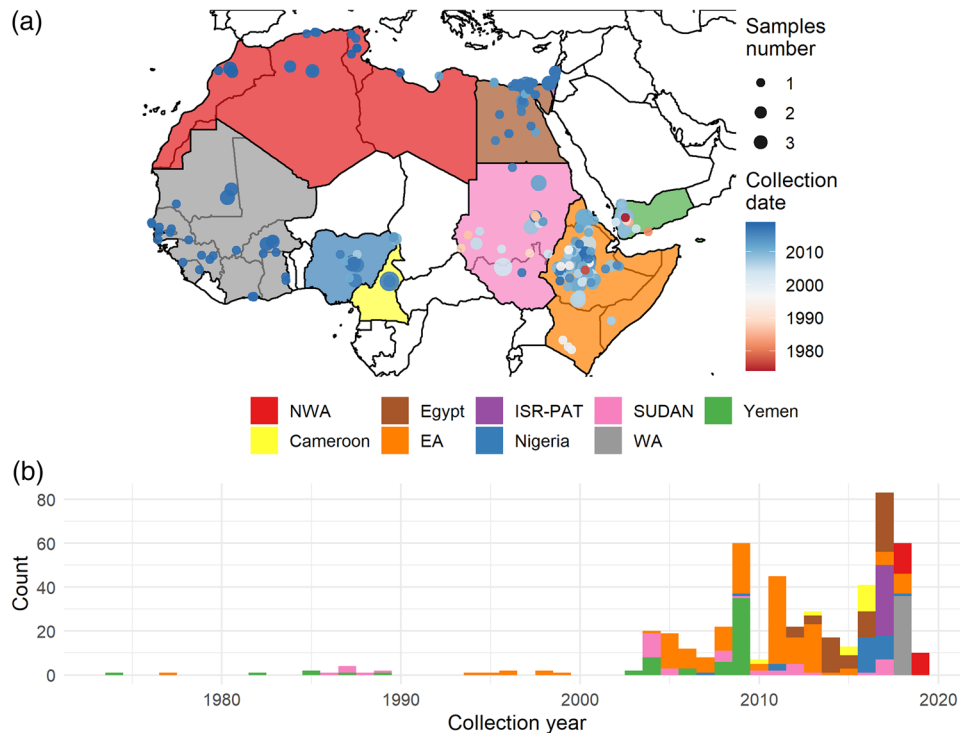 (a)
Samples
number
1
2
3
Collection
date
2010
2000
1990
1980
NWA Egypt ISR-PAT SUDAN Yemen
Cameroon EA Nigeria WA
(b)
80
60
40
20
0
Count
1980 1990 2000 2010 2020
Collection year